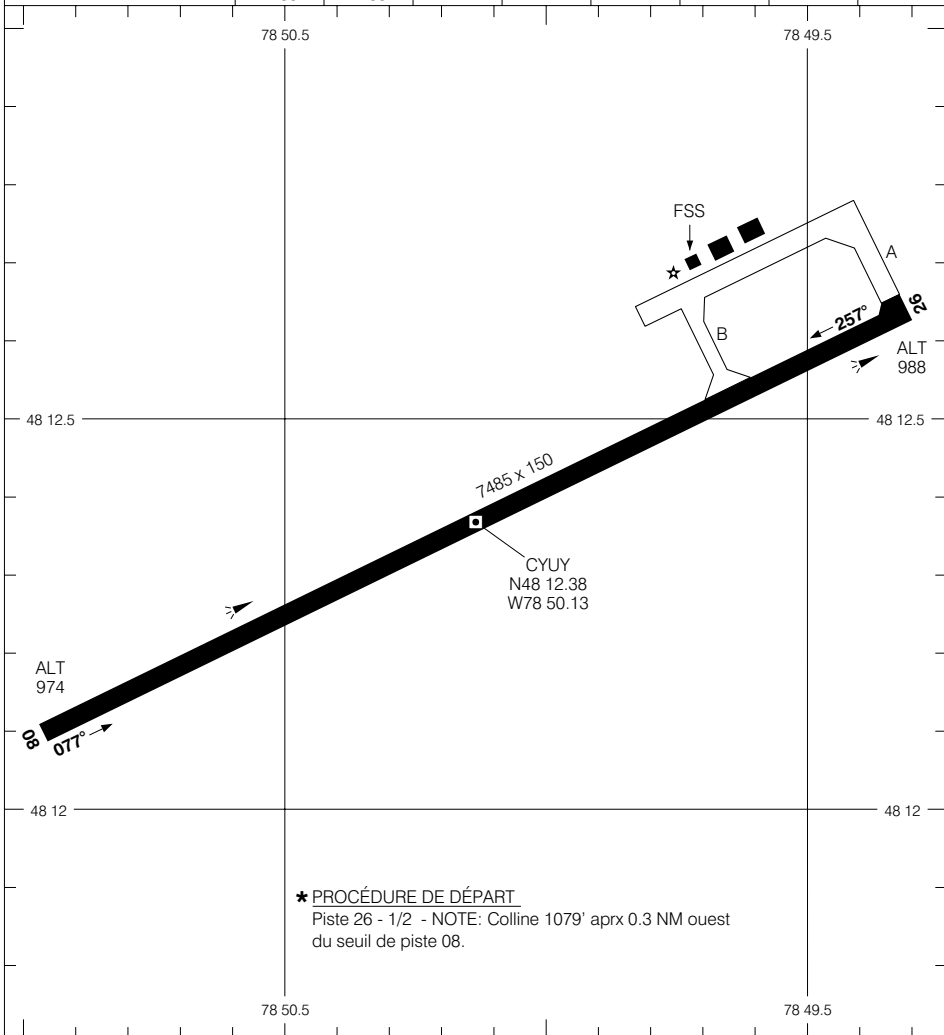 78 50.5
78 49.5
FSS
A
26
B
257°
ALT
988
48 12.5
48 12.5
7485 x 150
CYUY
N48 12.38
W78 50.13
ALT
974
08
077°
48 12
48 12
* PROCÉDURE DE DÉPART
Piste 26 - 1/2 - NOTE: Colline 1079' aprx 0.3 NM ouest
du seuil de piste 08.
78 50.5
78 49.5